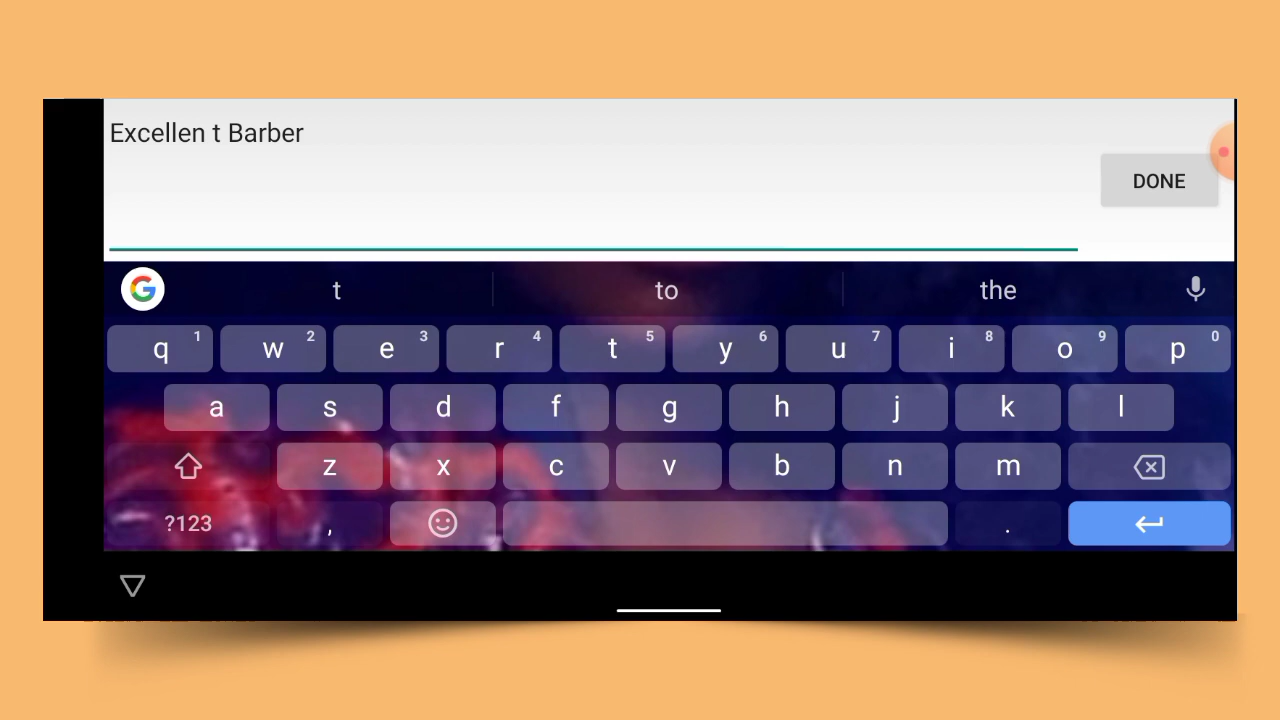 Excellen t Barber
DONE
t to the
q 1 w 2 e 3 r 4 t 5 y 6 u 7 i 8 o 9 p 0
a s d f g h j k l
z x c v b n m
?123 , .